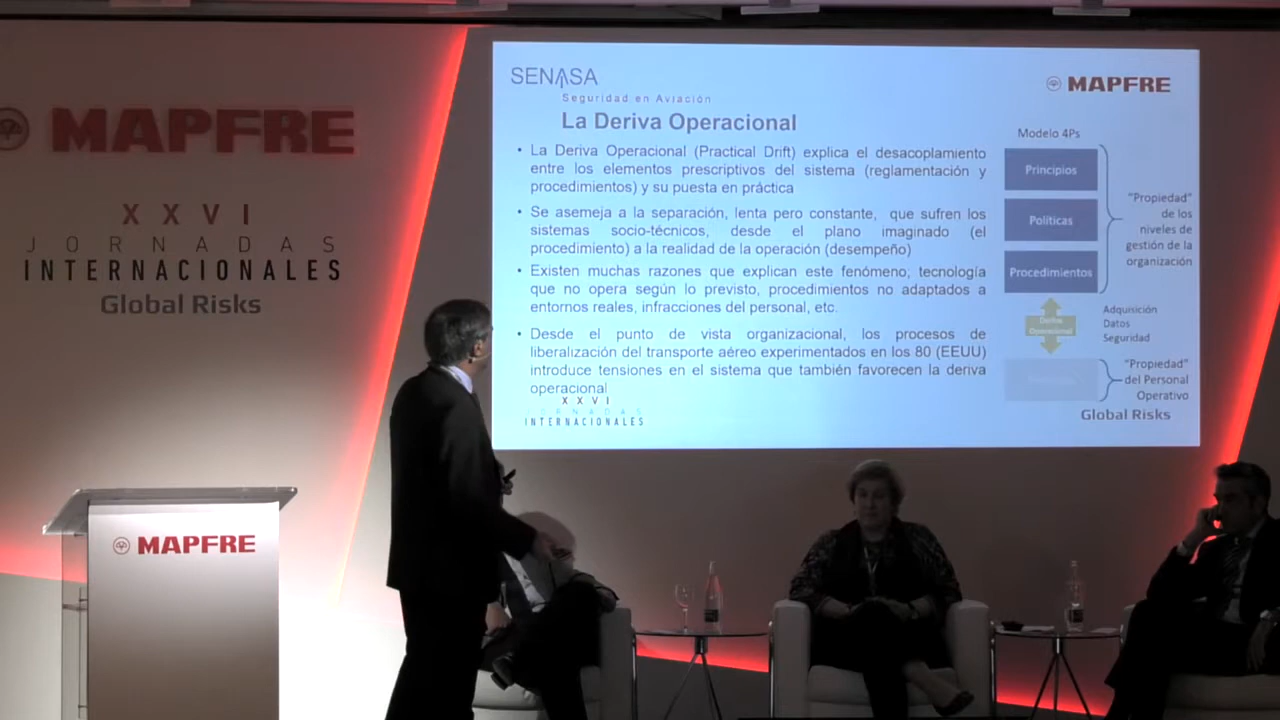 MAPFRE
XXVI
JORNADAS
INTERNACIONALES
Global Risks
MAPFRE
SENASA
Seguridad en Aviación
MAPFRE
La Deriva Operacional
• La Deriva Operacional (Practical Drift) explica el desacoplamiento
entre los elementos prescriptivos del sistema (reglamentación y
procedimientos) y su puesta en práctica
• Se asemeja a la separación, lenta pero constante, que sufren los
sistemas socio-técnicos, desde el plano imaginado (el
procedimiento) a la realidad de la operación (desempeño)
• Existen muchas razones que explican este fenómeno; tecnología
que no opera según lo previsto, procedimientos no adaptados a
entornos reales, infracciones del personal, etc.
• Desde el punto de vista organizacional, los procesos de
liberalización del transporte aéreo experimentados en los 80 (EEUU)
introduce tensiones en el sistema que también favorecen la deriva
operacional
XXVI
JORNADAS
INTERNACIONALES
Modelo 4Ps
Principios
Políticas
Procedimientos
"Propiedad"
de los
niveles de
gestión de la
organización
Deriva
Operacional
Adquisición
Datos
Seguridad
"Propiedad"
del Personal
Operativo
Global Risks